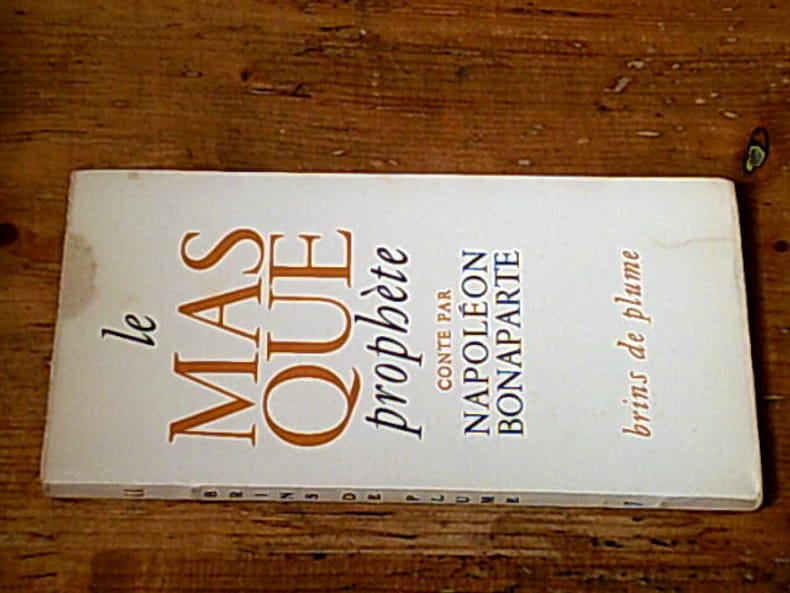 le
MAS
QUE
prophète
CONTE PAR
NAPOLÉON
BONAPARTE
brins de plume
BRINS DE PLUME